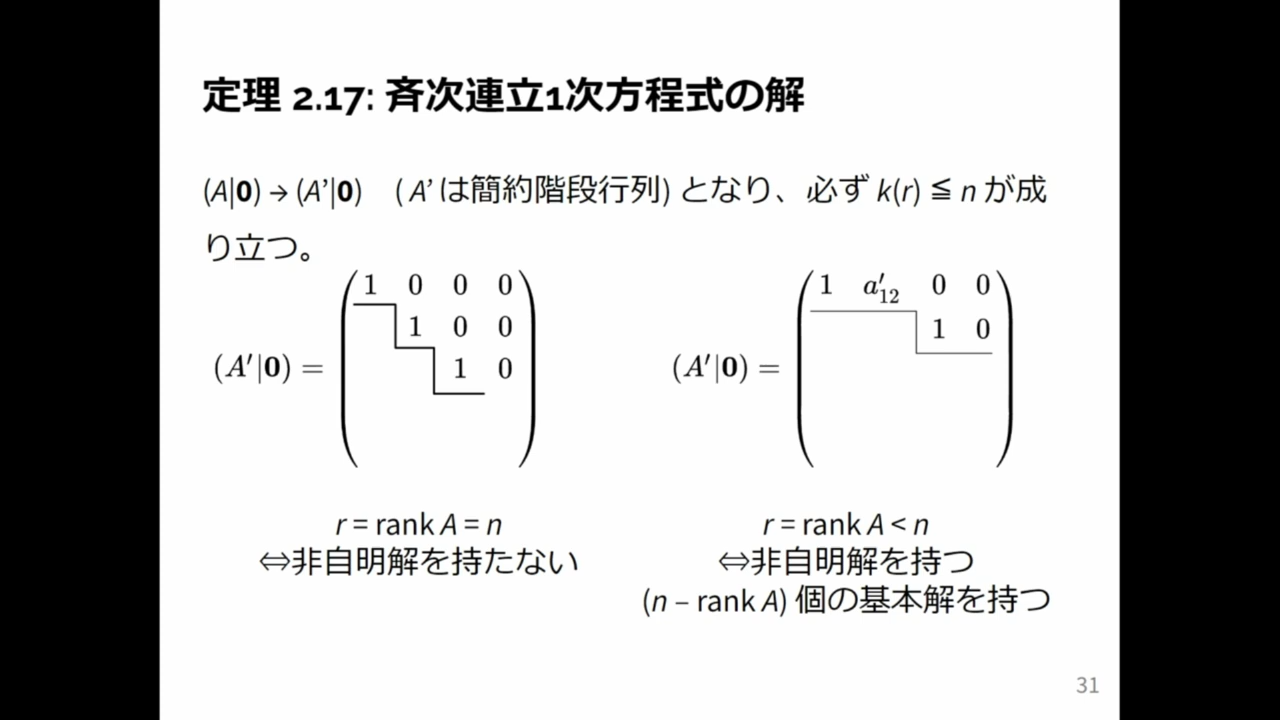 定理 2.17: 斉次連立1次方程式の解
(A|0) → (A'|0) ( A' は簡約階段行列) となり、必ず k(r) ≦ n が成
り立つ。
1 0 0 0
1 0 0
(A′|0) = 1 0
1 a′12 0 0
1 0
(A′|0) =
r = rank A = n
⇔非自明解を持たない
r = rank A < n
⇔非自明解を持つ
(n – rank A) 個の基本解を持つ
31